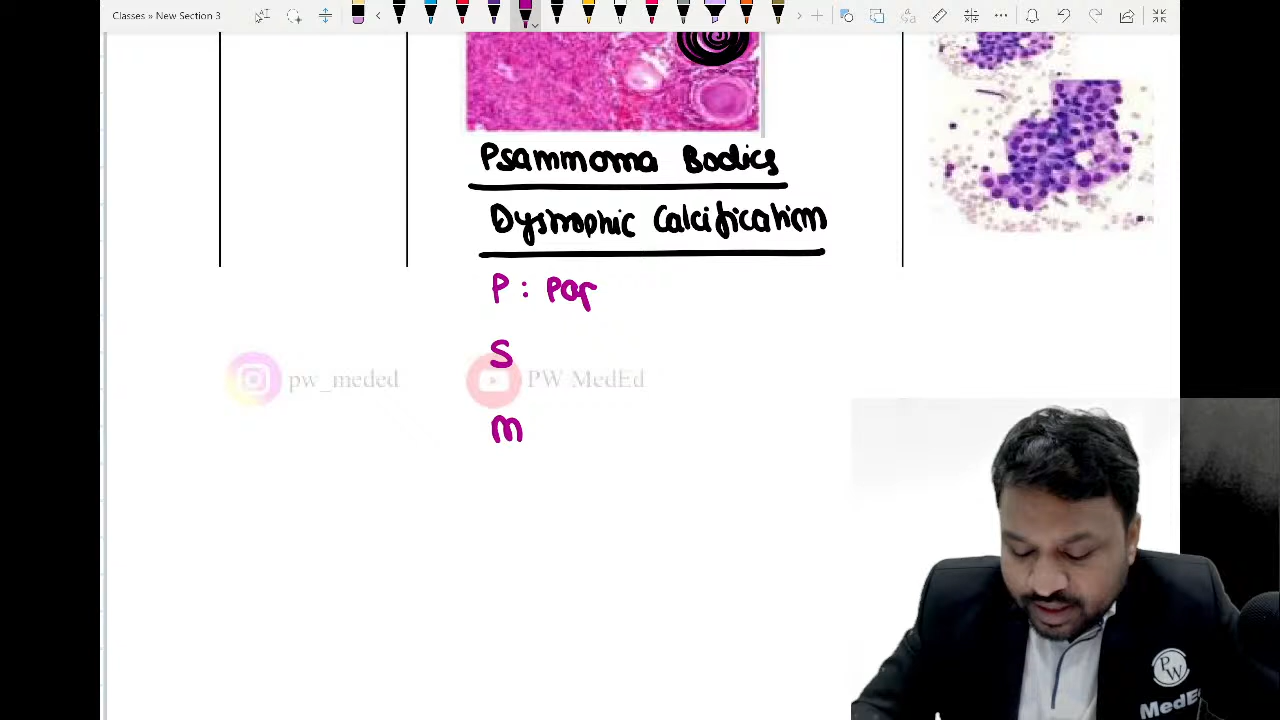 Classes » New Section 3
Psammoma Bodies
Dystrophic Calcification
P : Pap
S
M
pw_meded
PW MedEd
PW
MedEd